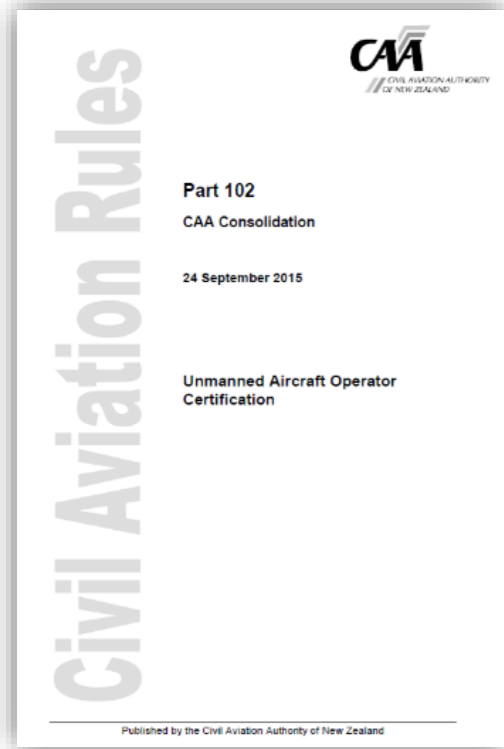 CAA
CIVIL AVIATION AUTHORITY
OF NEW ZEALAND
Civil Aviation Rules
Part 102
CAA Consolidation
24 September 2015
Unmanned Aircraft Operator
Certification
Published by the Civil Aviation Authority of New Zealand